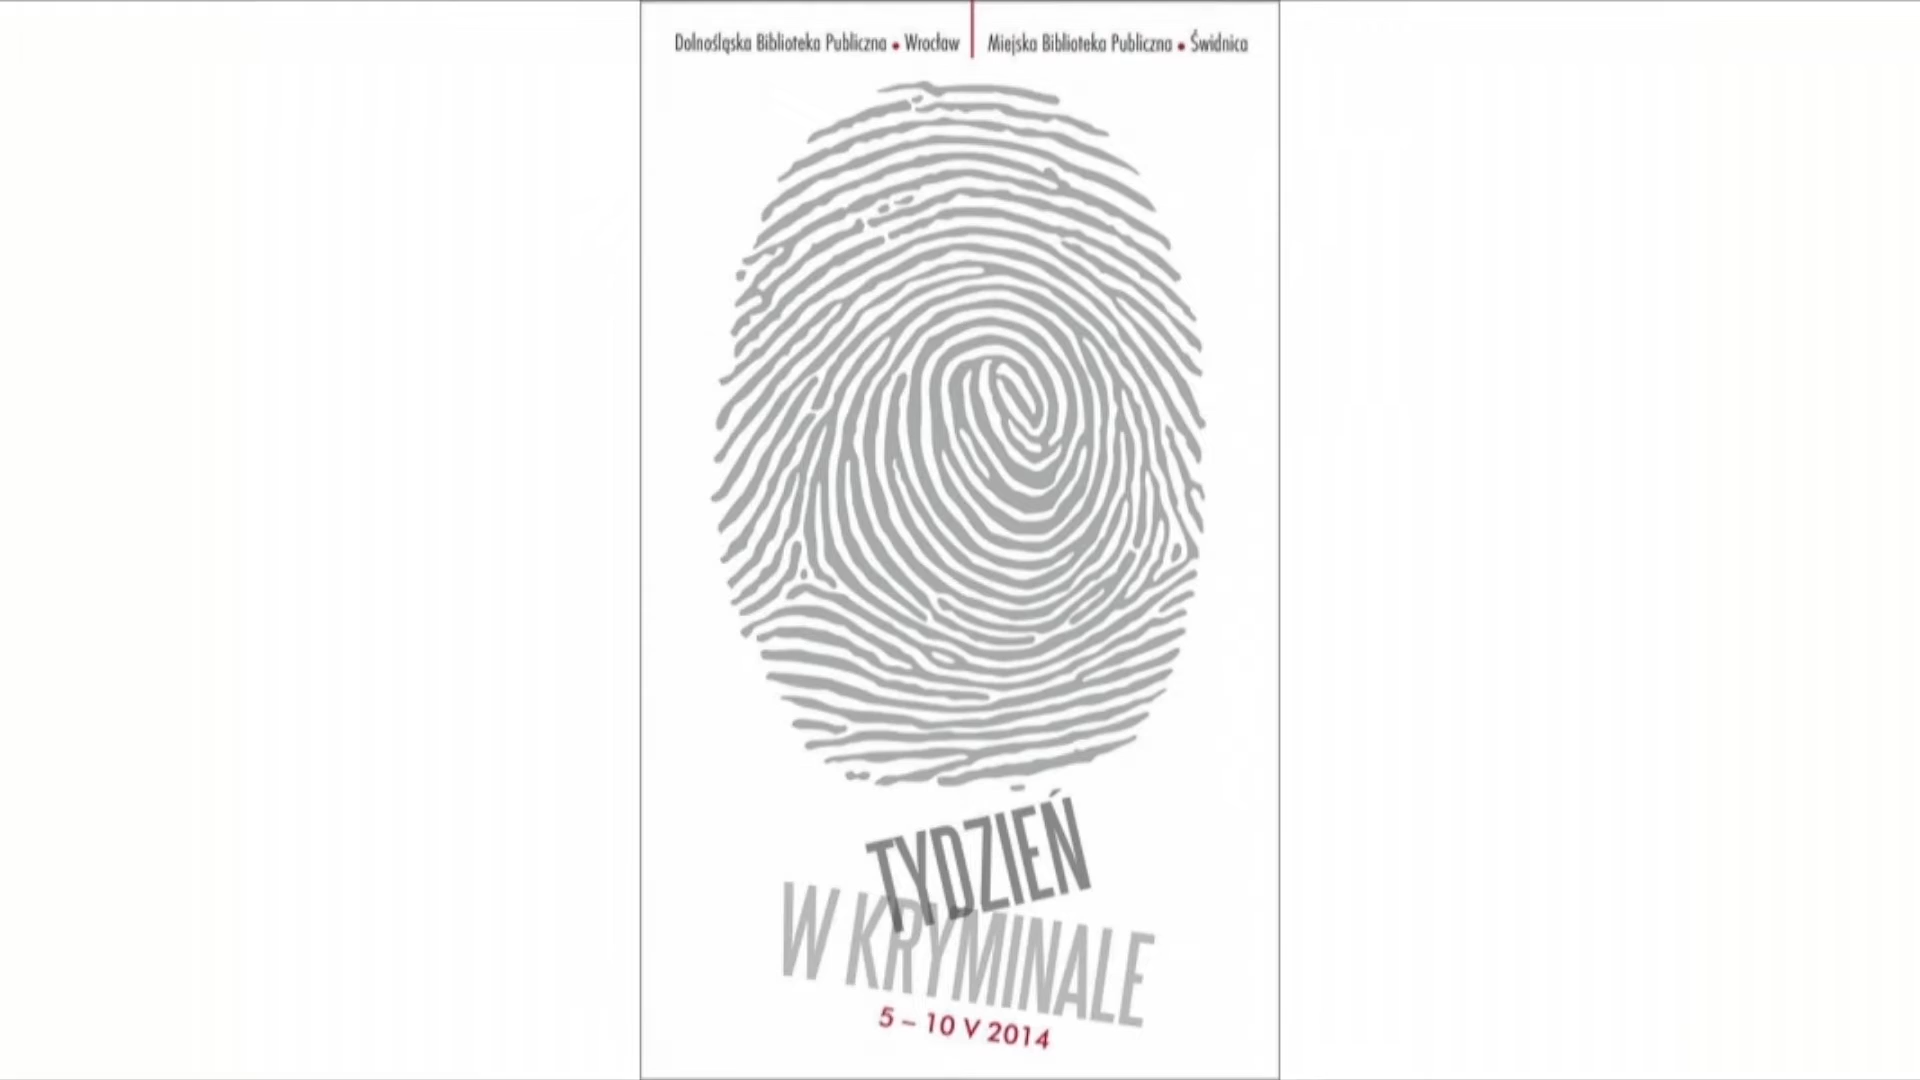 Dolnośląska Biblioteka Publiczna • Wrocław
Miejska Biblioteka Publiczna • Świdnica
TYDZIEŃ
W KRYMINALE
5 – 10 V 2014